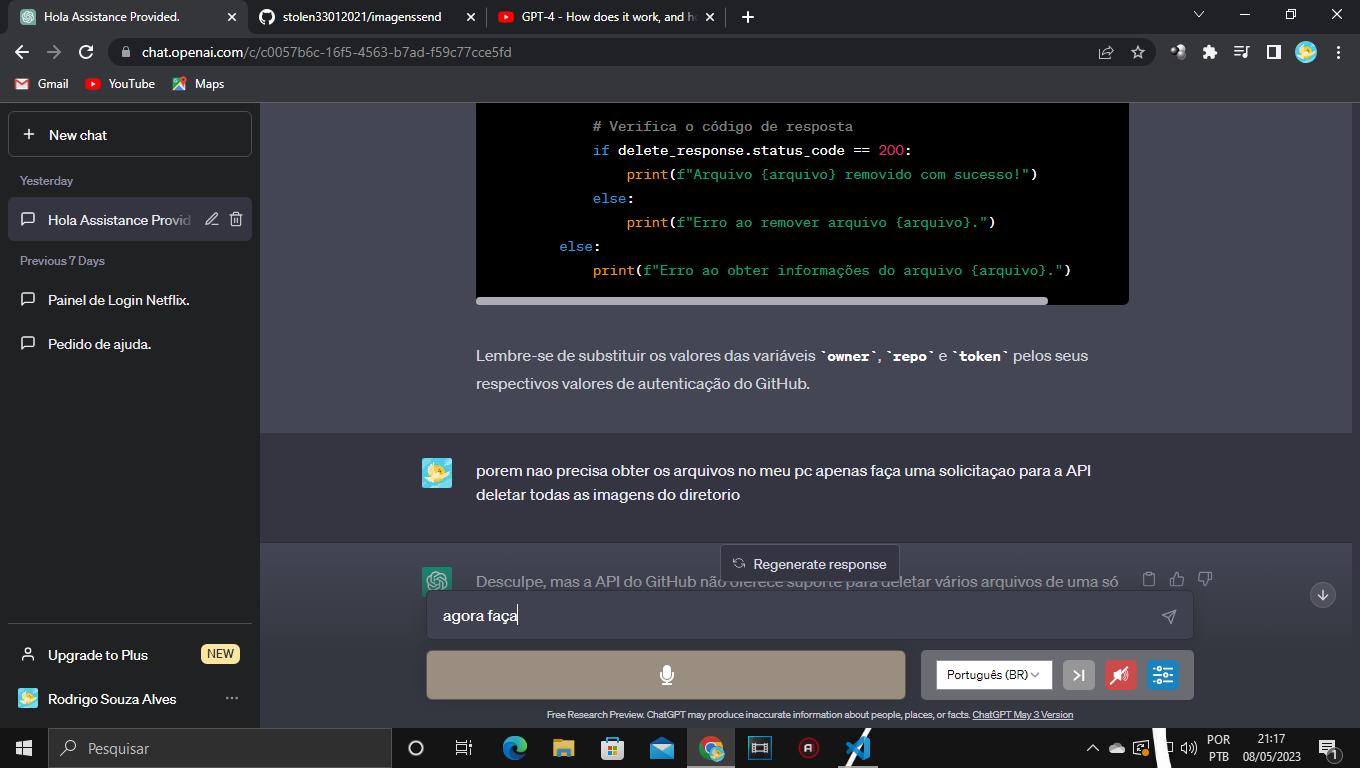 Hola Assistance Provided.
stolen33012021/imagenssend
GPT-4 - How does it work, and h
chat.openai.com/c/c0057b6c-16f5-4563-b7ad-f59c77cce5fd
Gmail
YouTube
Maps
New chat
Yesterday
Hola Assistance Provid
Previous 7 Days
Painel de Login Netflix.
Pedido de ajuda.
Upgrade to Plus
NEW
Rodrigo Souza Alves
# Verifica o código de resposta
if delete_response.status_code == 200:
print(f"Arquivo {arquivo} removido com sucesso!")
else:
print(f"Erro ao remover arquivo {arquivo}.")
else:
print(f"Erro ao obter informações do arquivo {arquivo}.")
Lembre-se de substituir os valores das variáveis `owner`, `repo` e `token` pelos seus
respectivos valores de autenticação do GitHub.
porem nao precisa obter os arquivos no meu pc apenas faça uma solicitaçao para a API
deletar todas as imagens do diretorio
Regenerate response
Desculpe, mas a API do GitHub não oferece suporte para deletar vários arquivos de uma só
agora faça
Português (BR)
Free Research Preview. ChatGPT may produce inaccurate information about people, places, or facts. ChatGPT May 3 Version
Pesquisar
POR
PTB
21:17
08/05/2023
1